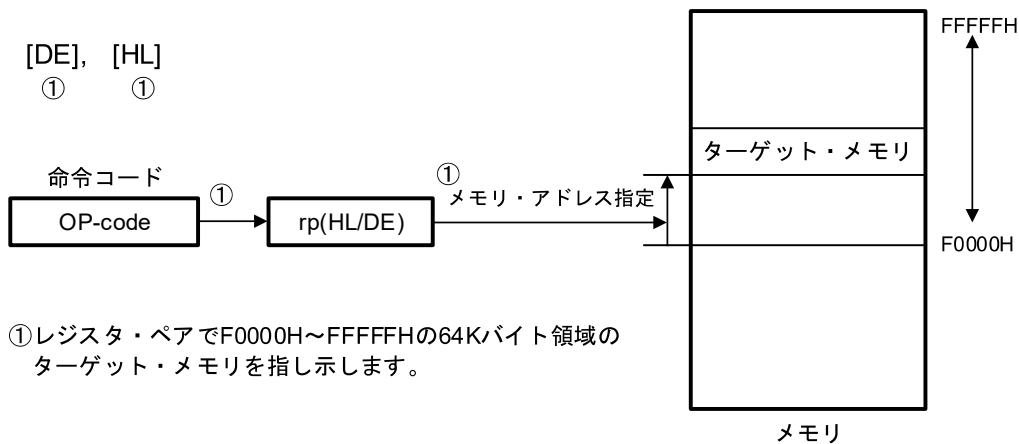 FFFFFH
[DE], [HL]
① ①
ターゲット・メモリ
命令コード
①
①
メモリ・アドレス指定
OP-code
rp(HL/DE)
F0000H
①レジスタ・ペアでF0000H～FFFFFHの64Kバイト領域の
ターゲット・メモリを指し示します。
メモリ